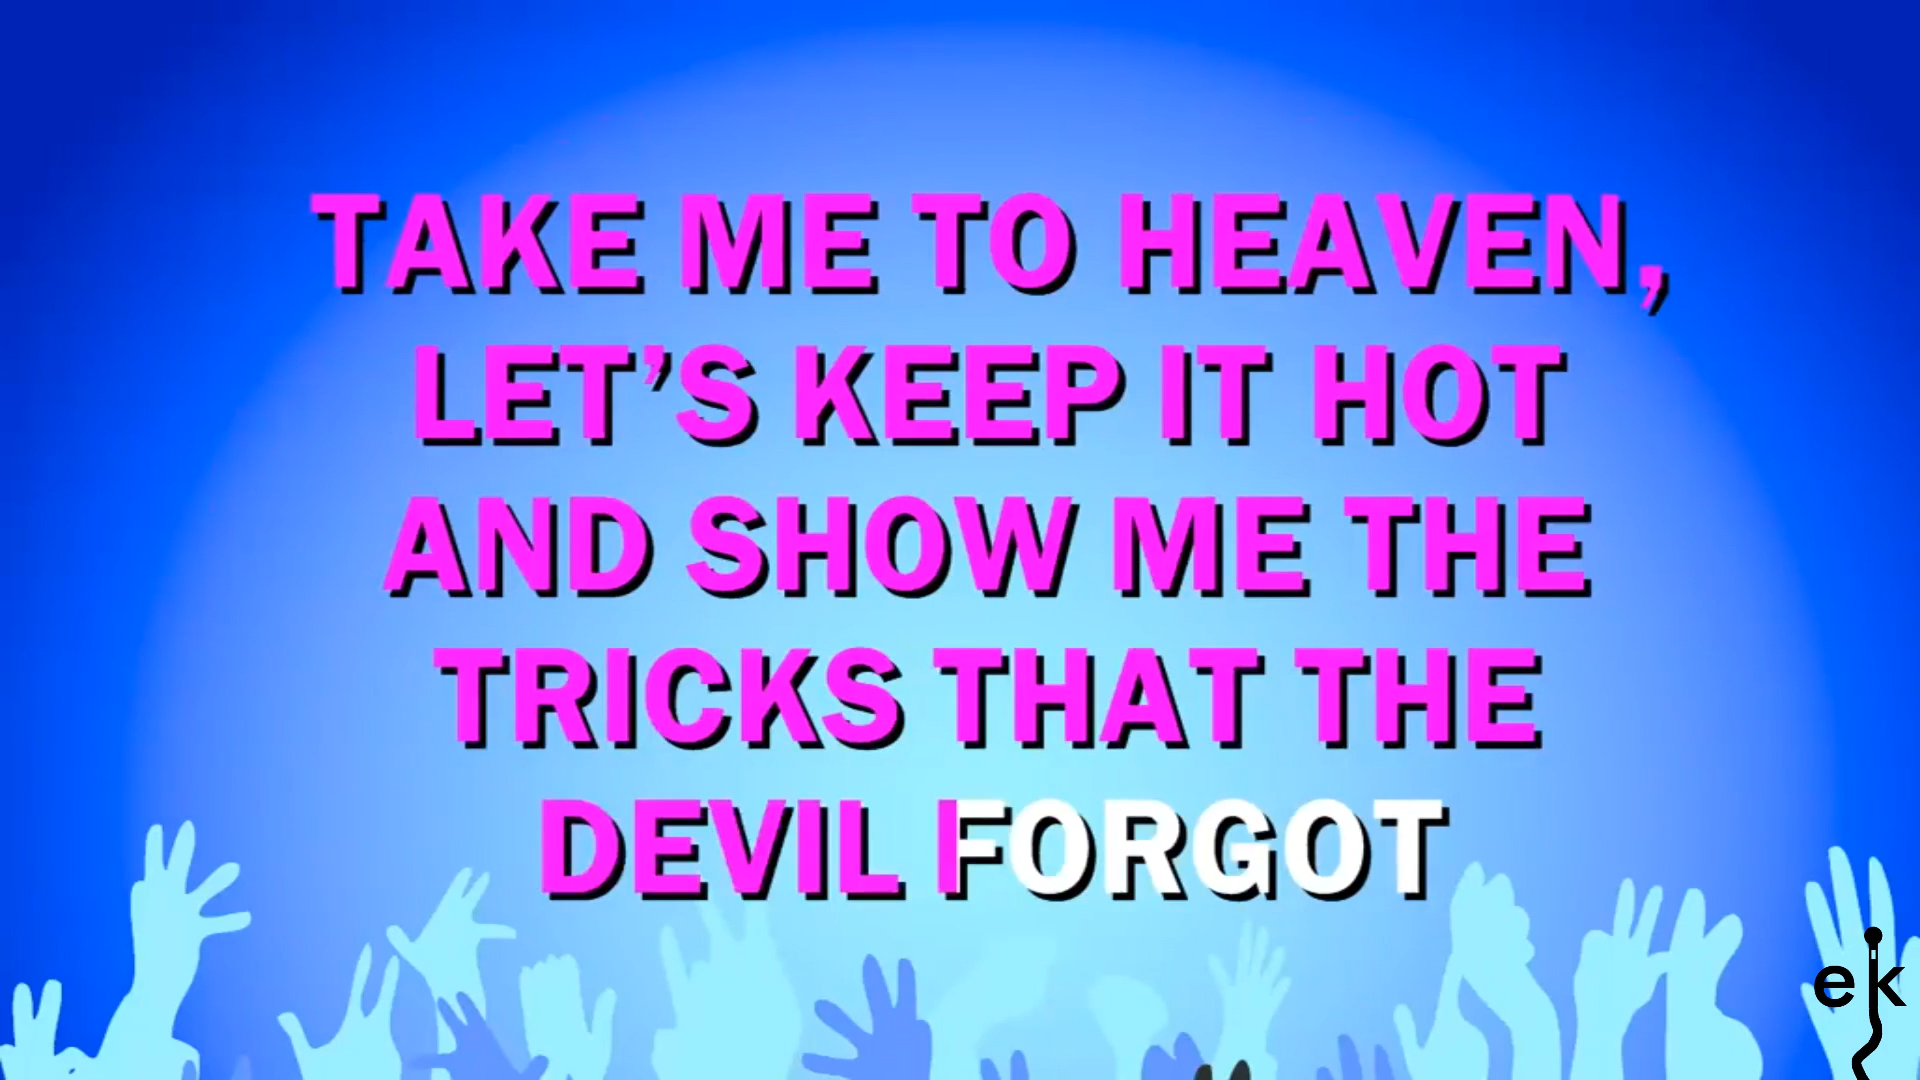 TAKE ME TO HEAVEN,
LET’S KEEP IT HOT
AND SHOW ME THE
TRICKS THAT THE
DEVIL FORGOT
ek